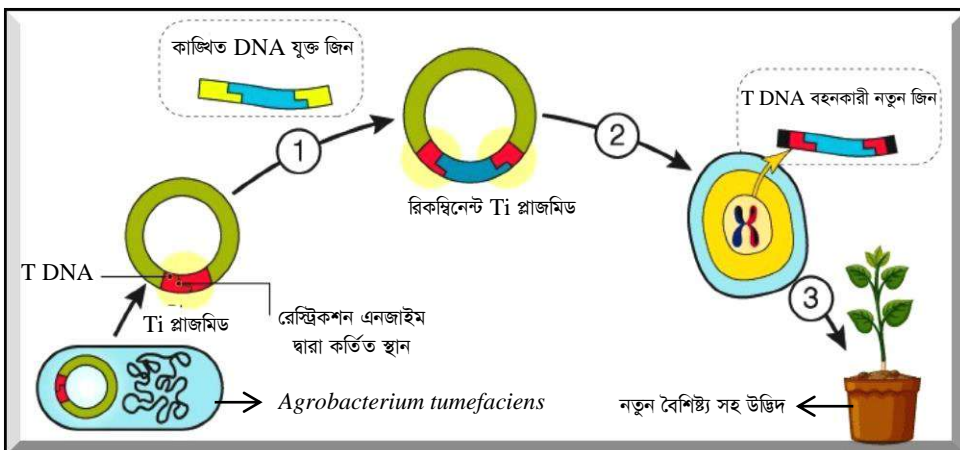 কাঙ্খিত DNA যুক্ত জিন
1
2
T DNA বহনকারী নতুন জিন
রিকম্বিনেন্ট Ti প্লাজমিড
T DNA
Ti প্লাজমিড
রেস্ট্রিকশন এনজাইম
দ্বারা কর্তিত স্থান
3
Agrobacterium tumefaciens
নতুন বৈশিষ্ট্য সহ উদ্ভিদ